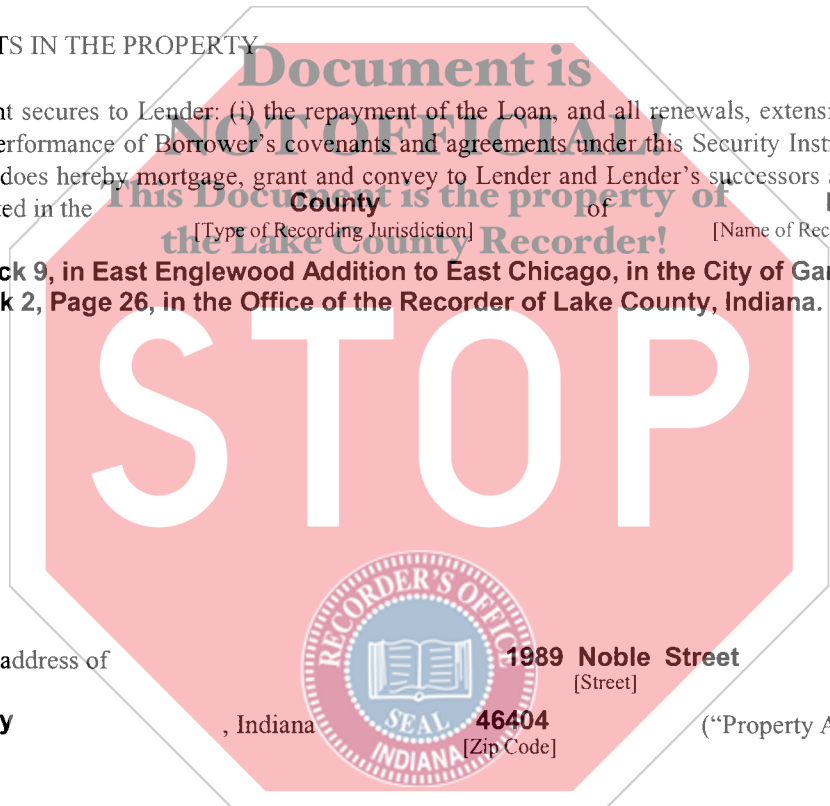 TS IN THE PROPERTY
Document is
nt secures to Lender: (i) the repayment of the Loan, and all renewals, extensi
NOT OFFICIAL!
erformance of Borrower's covenants and agreements under this Security Inst
does hereby mortgage, grant and convey to Lender and Lender's successors a
This Document is the property of
ted in the County of
[Type of Recording Jurisdiction] [Name of Rec
the Lake County Recorder!
ck 9, in East Englewood Addition to East Chicago, in the City of Gar
k 2, Page 26, in the Office of the Recorder of Lake County, Indiana.
STOP
RECORDER'S OFFICE
address of 1989 Noble Street
[Street]
y , Indiana 46404 ("Property A
[Zip Code]
SEAL
INDIANA